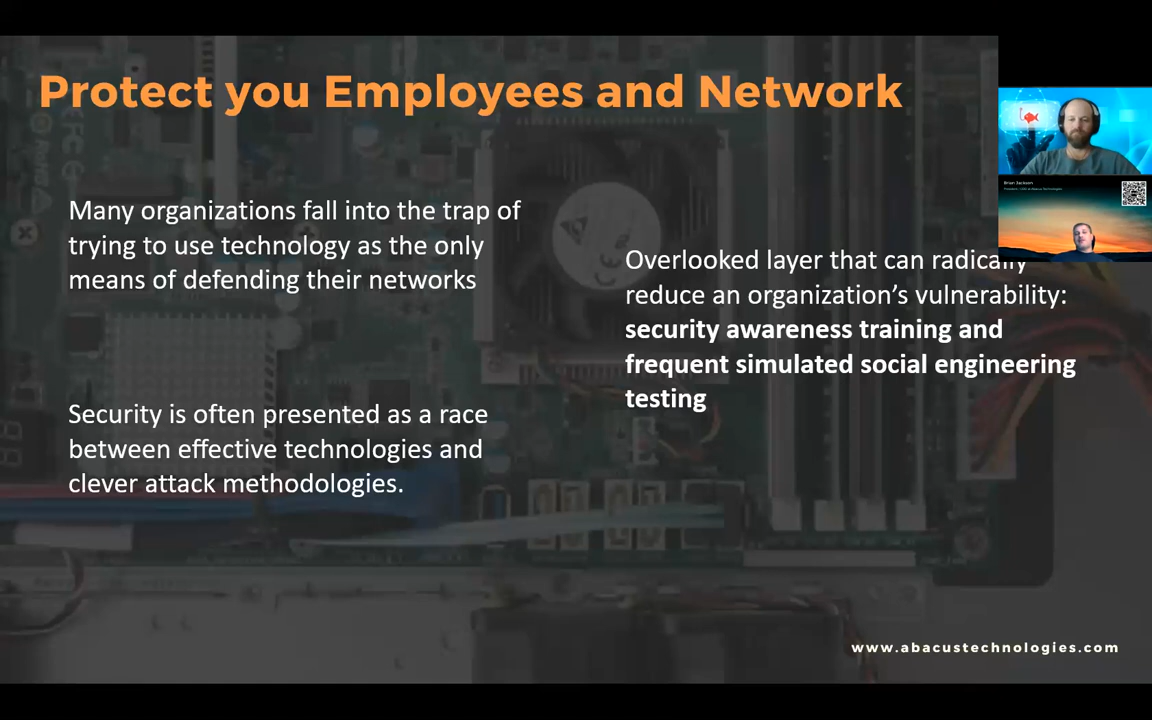 Protect you Employees and Network
Many organizations fall into the trap of
trying to use technology as the only
means of defending their networks
Security is often presented as a race
between effective technologies and
clever attack methodologies.
Overlooked layer that can radically
reduce an organization’s vulnerability:
security awareness training and
frequent simulated social engineering
testing
Brian Jackson
www.abacustechnologies.com